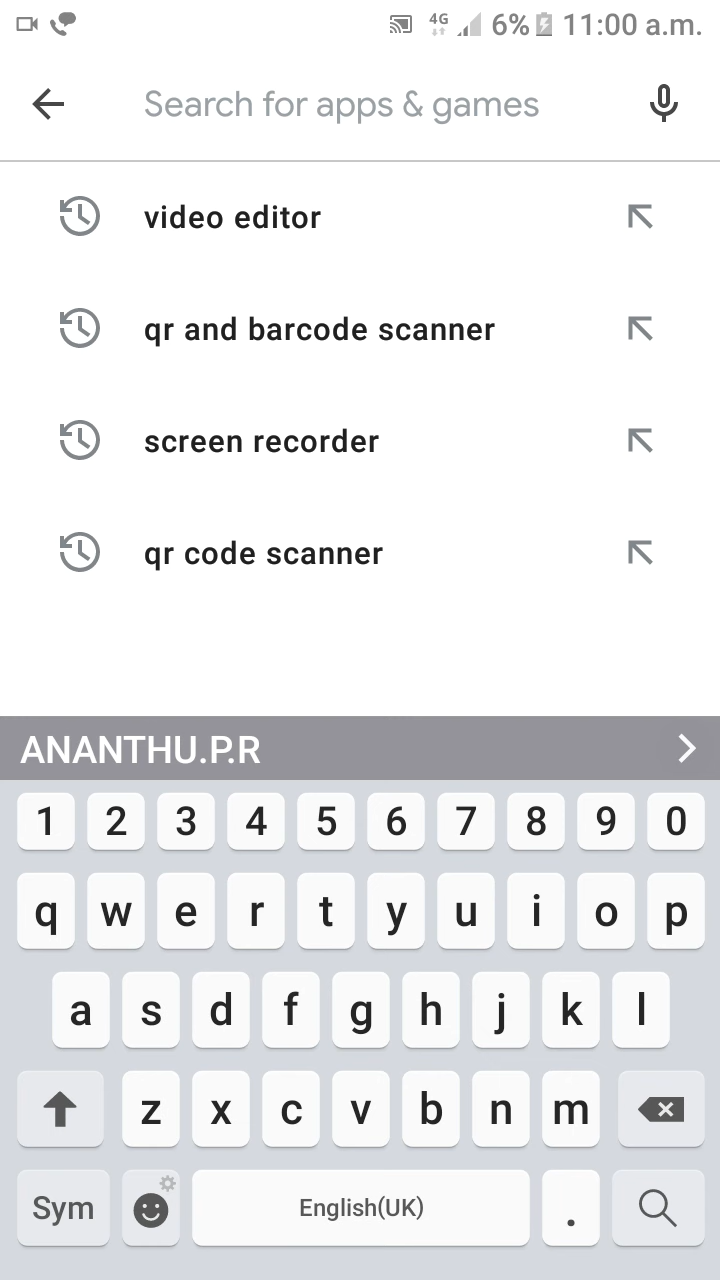 4G 6% 11:00 a.m.
Search for apps & games
video editor
qr and barcode scanner
screen recorder
qr code scanner
ANANTHU.P.R
1 2 3 4 5 6 7 8 9 0
q w e r t y u i o p
a s d f g h j k l
z x c v b n m
Sym English(UK) .